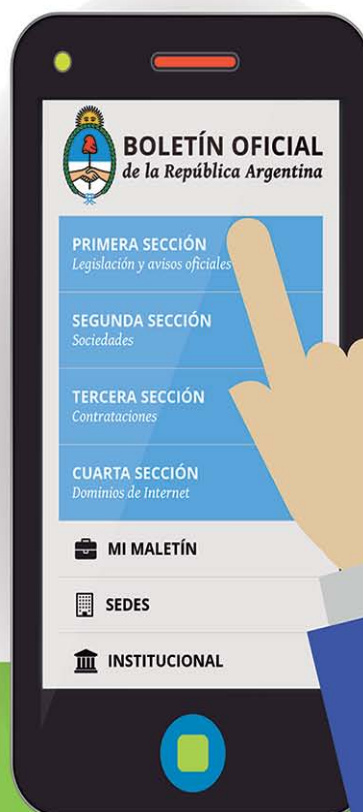 BOLETÍN OFICIAL
de la República Argentina
PRIMERA SECCIÓN
Legislación y avisos oficiales
SEGUNDA SECCIÓN
Sociedades
TERCERA SECCIÓN
Contrataciones
CUARTA SECCIÓN
Dominios de Internet
MI MALETÍN
SEDES
INSTITUCIONAL